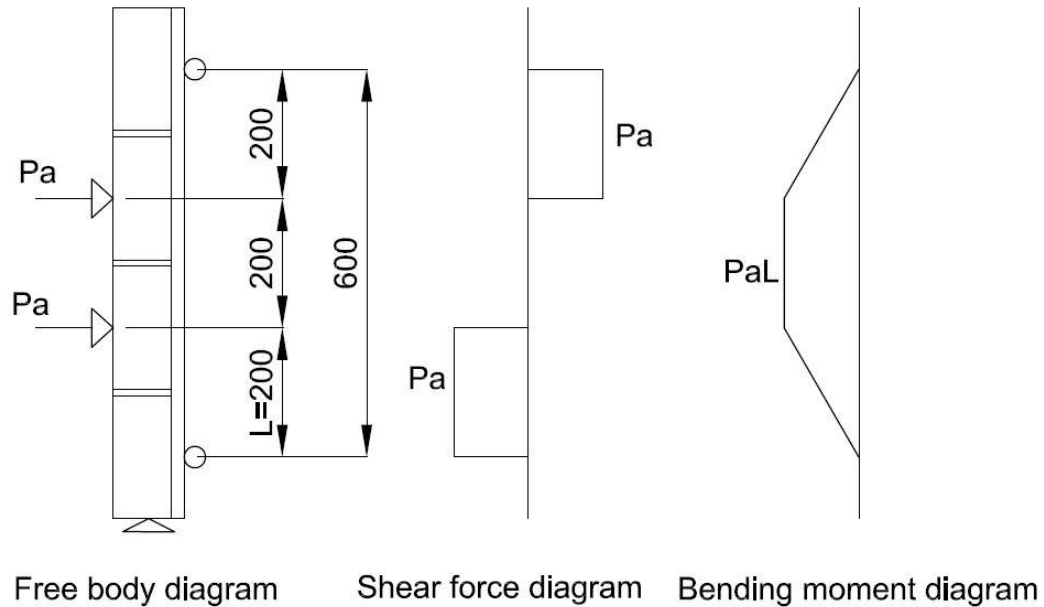 Pa
Pa
200
200
L=200
600
Pa
Pa
PaL
Free body diagram
Shear force diagram
Bending moment diagram